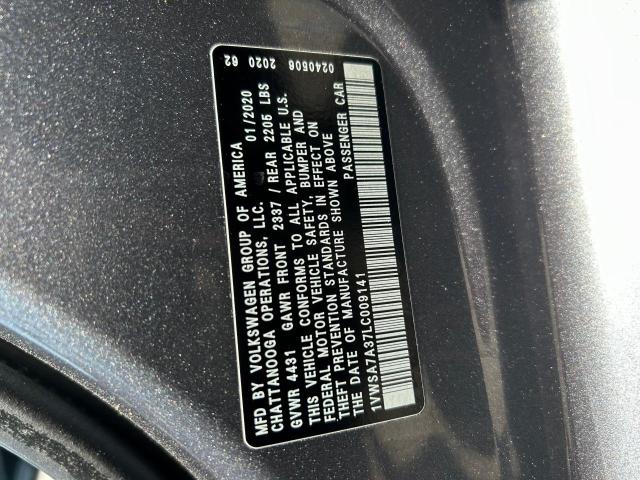 MFD BY VOLKSWAGEN GROUP OF AMERICA 01/2020 2020 62
CHATTANOOGA OPERATIONS, LLC.
GVWR 4431 GAWR FRONT 2337 / REAR 2205 LBS 0240506
THIS VEHICLE CONFORMS TO ALL APPLICABLE U.S.
FEDERAL MOTOR VEHICLE SAFETY, BUMPER AND
THEFT PREVENTION STANDARDS IN EFFECT ON
THE DATE OF MANUFACTURE SHOWN ABOVE
1VWSA7A37LC009141 PASSENGER CAR